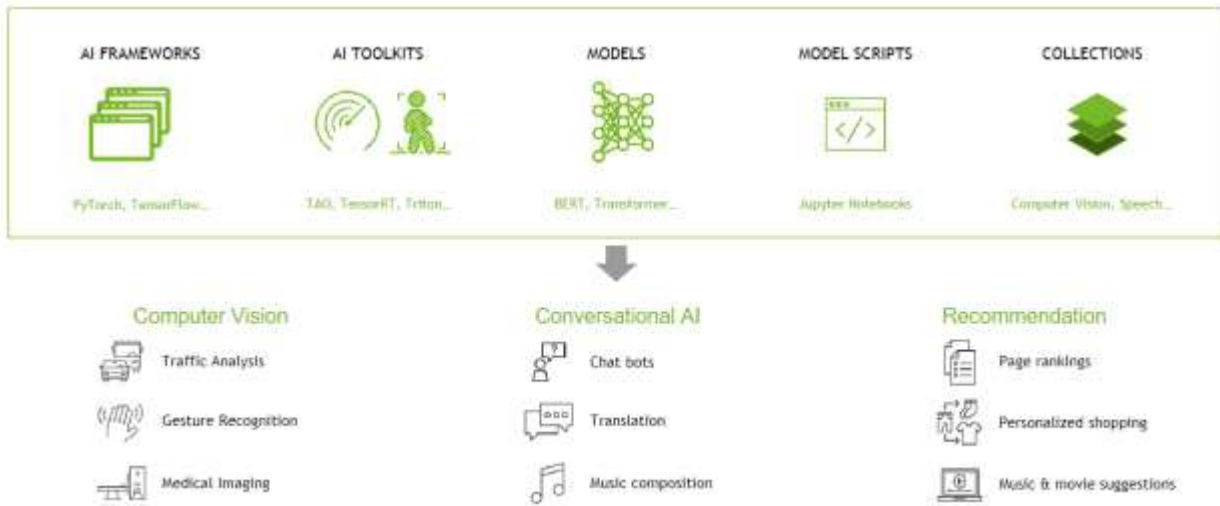 AI FRAMEWORKS
AI TOOLKITS
MODELS
MODEL SCRIPTS
COLLECTIONS
</>
PyTorch, TensorFlow...
TAO, TensorRT, Triton...
BERT, Transformer...
Jupyter Notebooks
Computer Vision, Speech...
Computer Vision
Traffic Analysis
Gesture Recognition
Medical Imaging
Conversational AI
?
Chat bots
Translation
Music composition
Recommendation
Page rankings
Personalized shopping
Music & movie suggestions